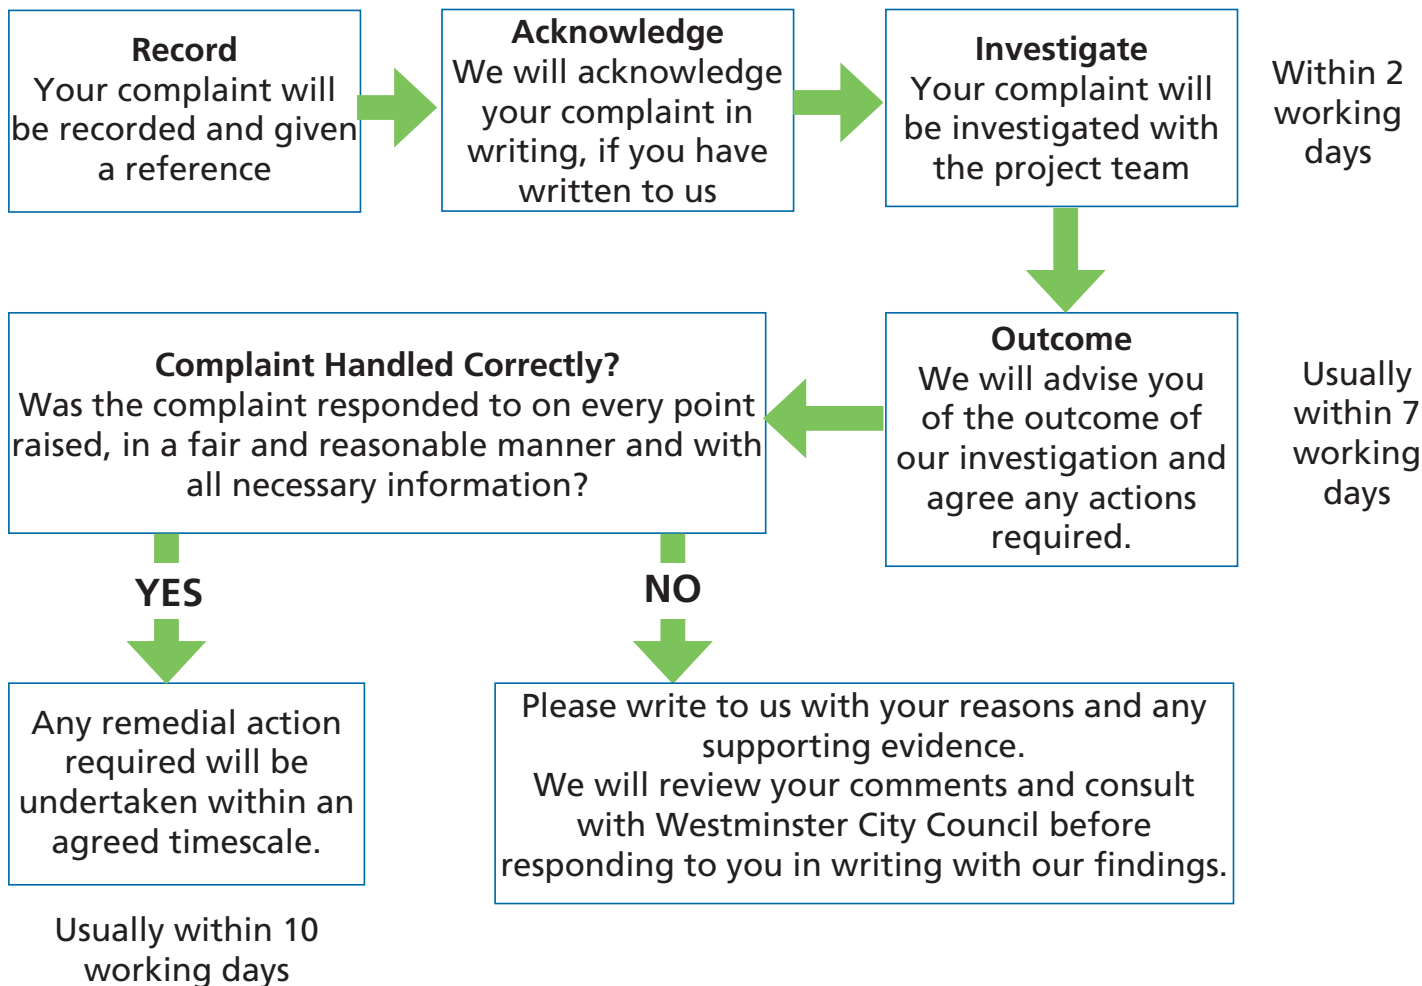 Record
Your complaint will
be recorded and given
a reference
Acknowledge
We will acknowledge
your complaint in
writing, if you have
written to us
Investigate
Your complaint will
be investigated with
the project team
Within 2
working
days
Complaint Handled Correctly?
Was the complaint responded to on every point
raised, in a fair and reasonable manner and with
all necessary information?
Outcome
We will advise you
of the outcome of
our investigation and
agree any actions
required.
Usually
within 7
working
days
YES
NO
Any remedial action
required will be
undertaken within an
agreed timescale.
Please write to us with your reasons and any
supporting evidence.
We will review your comments and consult
with Westminster City Council before
responding to you in writing with our findings.
Usually within 10
working days